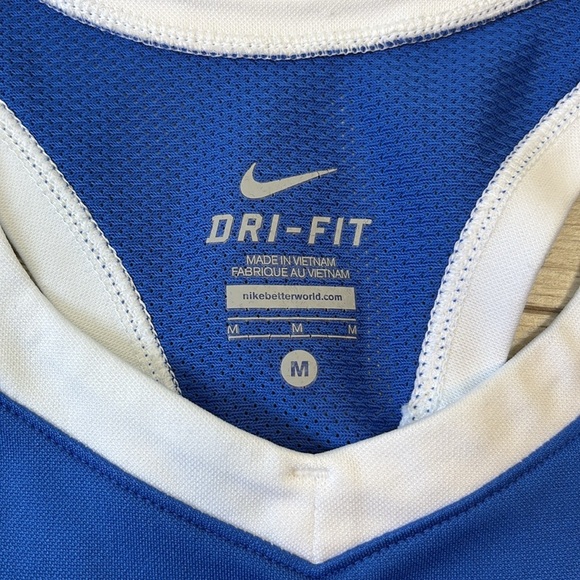 DRI-FIT
MADE IN VIETNAM
FABRIQUE AU VIETNAM
nikebetterworld.com
M M M
M